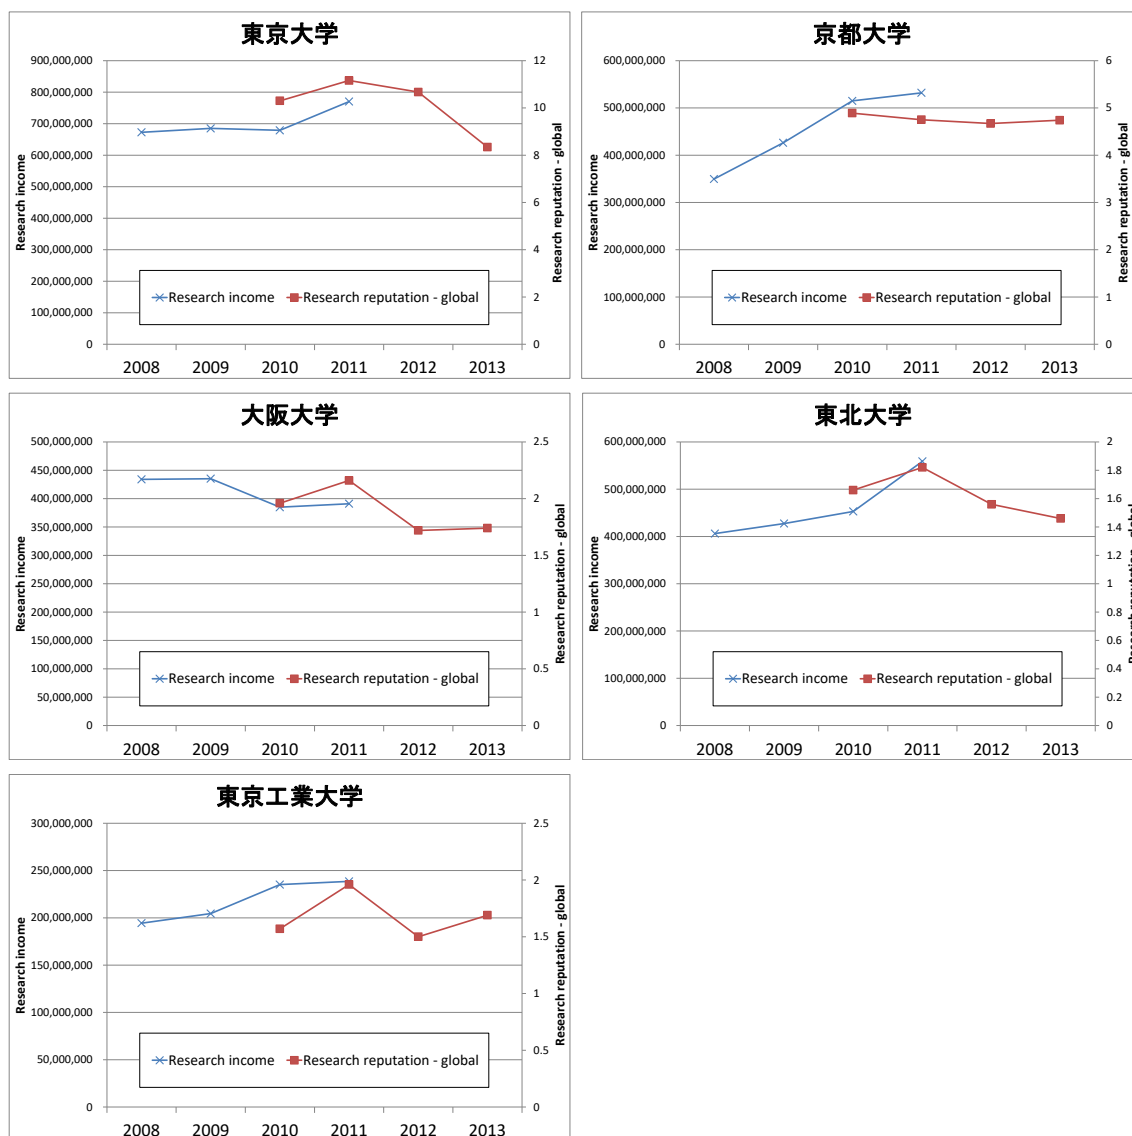 東京大学
900,000,000
800,000,000
700,000,000
600,000,000
500,000,000
400,000,000
300,000,000
200,000,000
100,000,000
0
Research income
12
10
8
6
4
2
0
Research reputation - global
Research income
Research reputation - global
2008 2009 2010 2011 2012 2013
京都大学
600,000,000
500,000,000
400,000,000
300,000,000
200,000,000
100,000,000
0
Research income
6
5
4
3
2
1
0
Research reputation - global
Research income
Research reputation - global
2008 2009 2010 2011 2012 2013
大阪大学
500,000,000
450,000,000
400,000,000
350,000,000
300,000,000
250,000,000
200,000,000
150,000,000
100,000,000
50,000,000
0
Research income
2.5
2
1.5
1
0.5
0
Research reputation - global
Research income
Research reputation - global
2008 2009 2010 2011 2012 2013
東北大学
600,000,000
500,000,000
400,000,000
300,000,000
200,000,000
100,000,000
0
Research income
2
1.8
1.6
1.4
1.2
1
0.8
0.6
0.4
0.2
0
Research reputation - global
Research income
Research reputation - global
2008 2009 2010 2011 2012 2013
東京工業大学
300,000,000
250,000,000
200,000,000
150,000,000
100,000,000
50,000,000
0
Research income
2.5
2
1.5
1
0.5
0
Research reputation - global
Research income
Research reputation - global
2008 2009 2010 2011 2012 2013